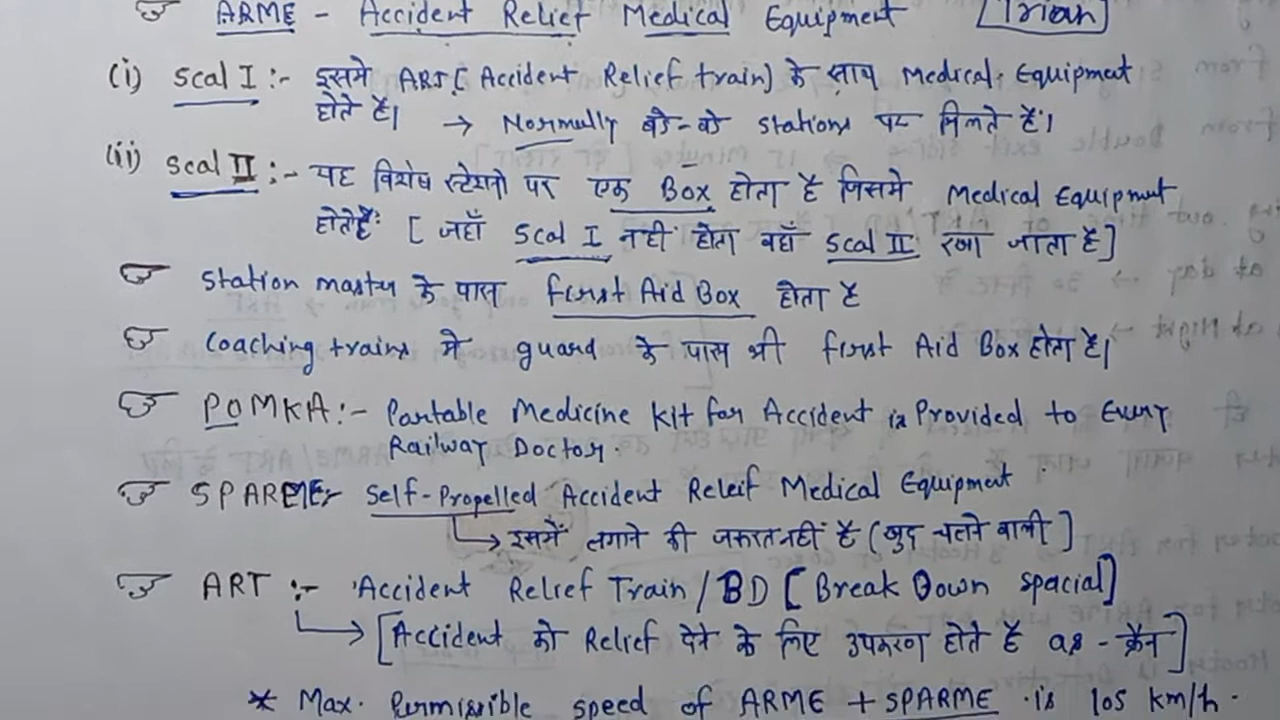 ARME - Accident Relief Medical Equipment [Trian]
(i) Scal I :- इसमे ART [Accident Relief train) के साथ Medical Equipment
होते है। → Normally बडे-बडे stations पर मिलते हैं।
(ii) Scal II :- यह विशेष स्टेशनो पर एक Box होता है जिसमे Medical Equipment
होते हैं [ जहाँ Scal I नही होता वहाँ Scal II रखा जाता है]
☞ Station master के पास first Aid Box होता है
☞ Coaching trains मे guard के पास भी first Aid Box होता है।
☞ POMKA :- Partable Medicine Kit for Accident is Provided to Every
Railway Doctor.
☞ SPARME- Self-Propelled Accident Releif Medical Equipment
→ इसमें लगाने की जरूरत नहीं है (खुद चलने वाली ]
☞ ART :- Accident Relief Train / BD [ Break Down spacial]
→ [Accident को Relief देने के लिए उपकरण होते है as - क्रेन ]
* Max. Permissible speed of ARME + SPARME is 105 km/h.